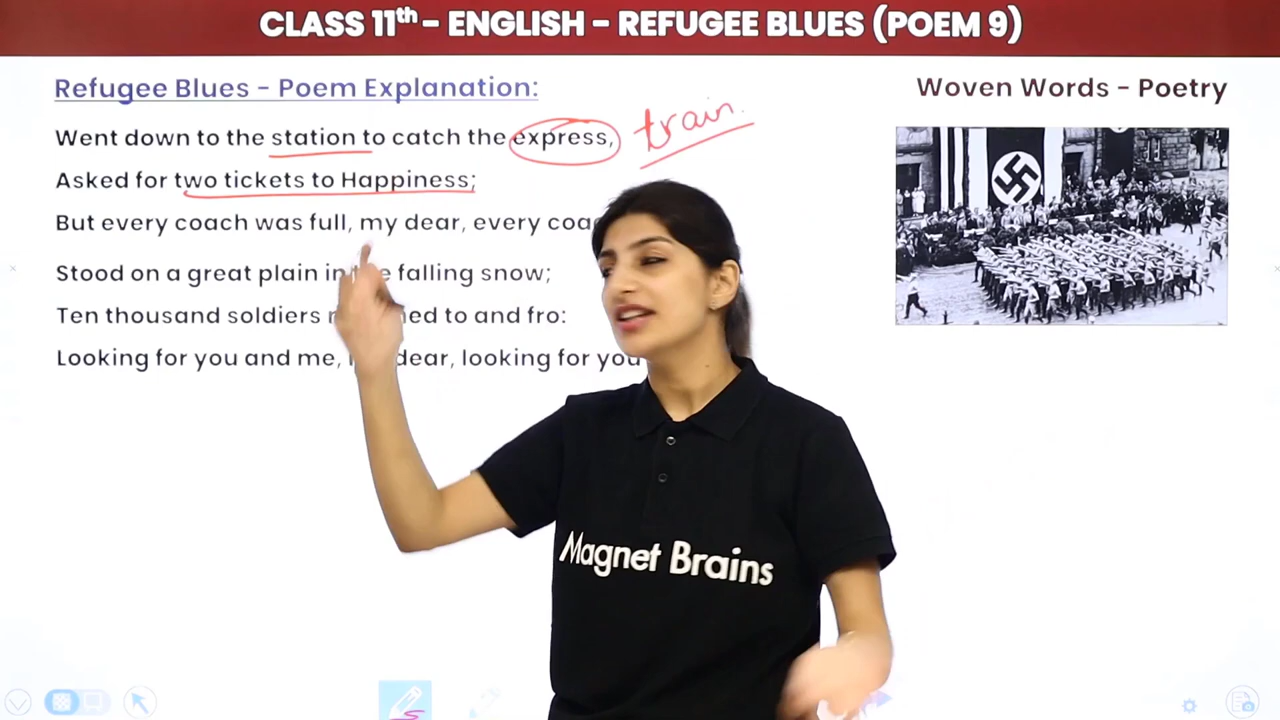 CLASS 11th - ENGLISH - REFUGEE BLUES (POEM 9)
Refugee Blues - Poem Explanation:
Woven Words - Poetry
Went down to the station to catch the express,
train.
Asked for two tickets to Happiness;
But every coach was full, my dear, every
Stood on a great plain in the falling snow;
Ten thousand soldiers to and fro:
Looking for you and me, dear, looking for you
Magnet Brains